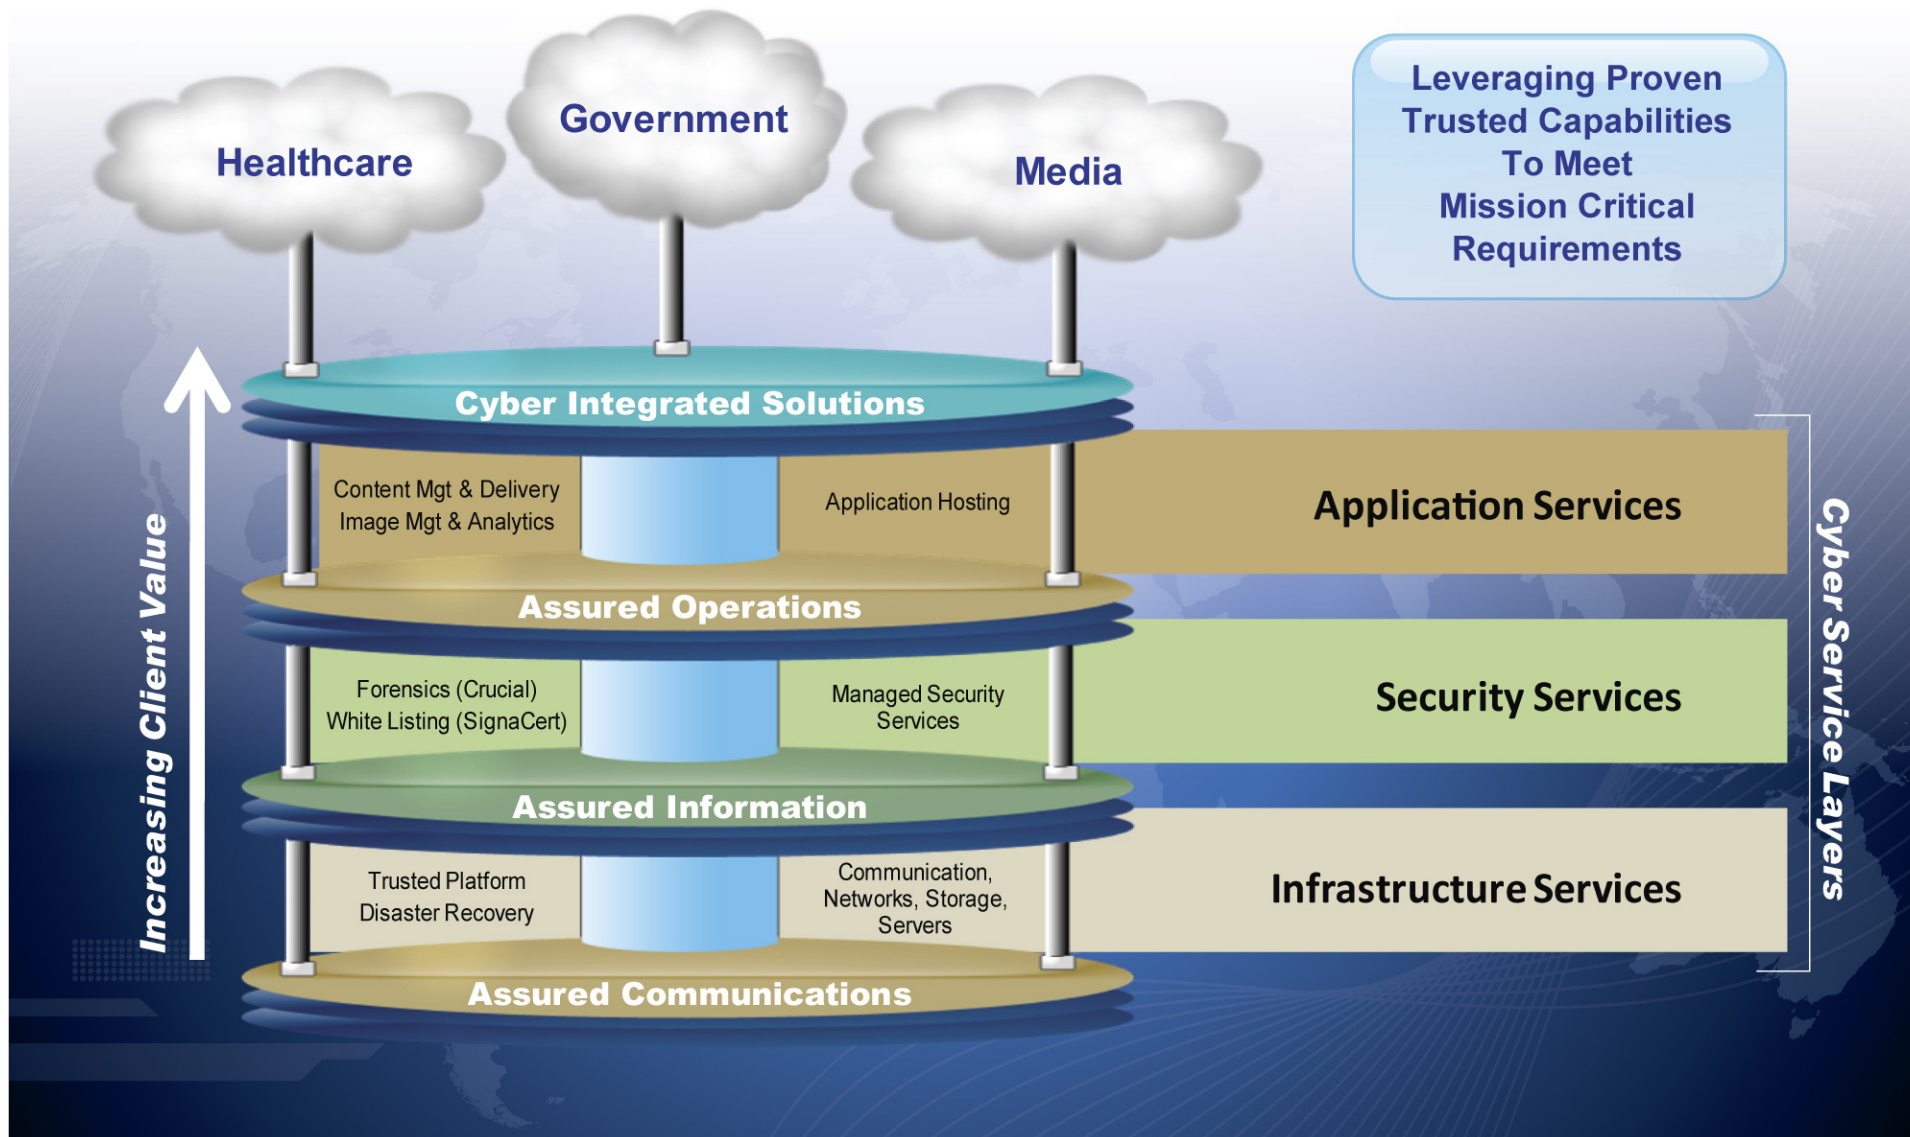 Healthcare
Government
Media
Leveraging Proven
Trusted Capabilities
To Meet
Mission Critical
Requirements
Cyber Integrated Solutions
Content Mgt & Delivery
Image Mgt & Analytics
Application Hosting
Application Services
Assured Operations
Forensics (Crucial)
White Listing (SignaCert)
Managed Security
Services
Security Services
Assured Information
Trusted Platform
Disaster Recovery
Communication,
Networks, Storage,
Servers
Infrastructure Services
Assured Communications
Increasing Client Value
Cyber Service Layers